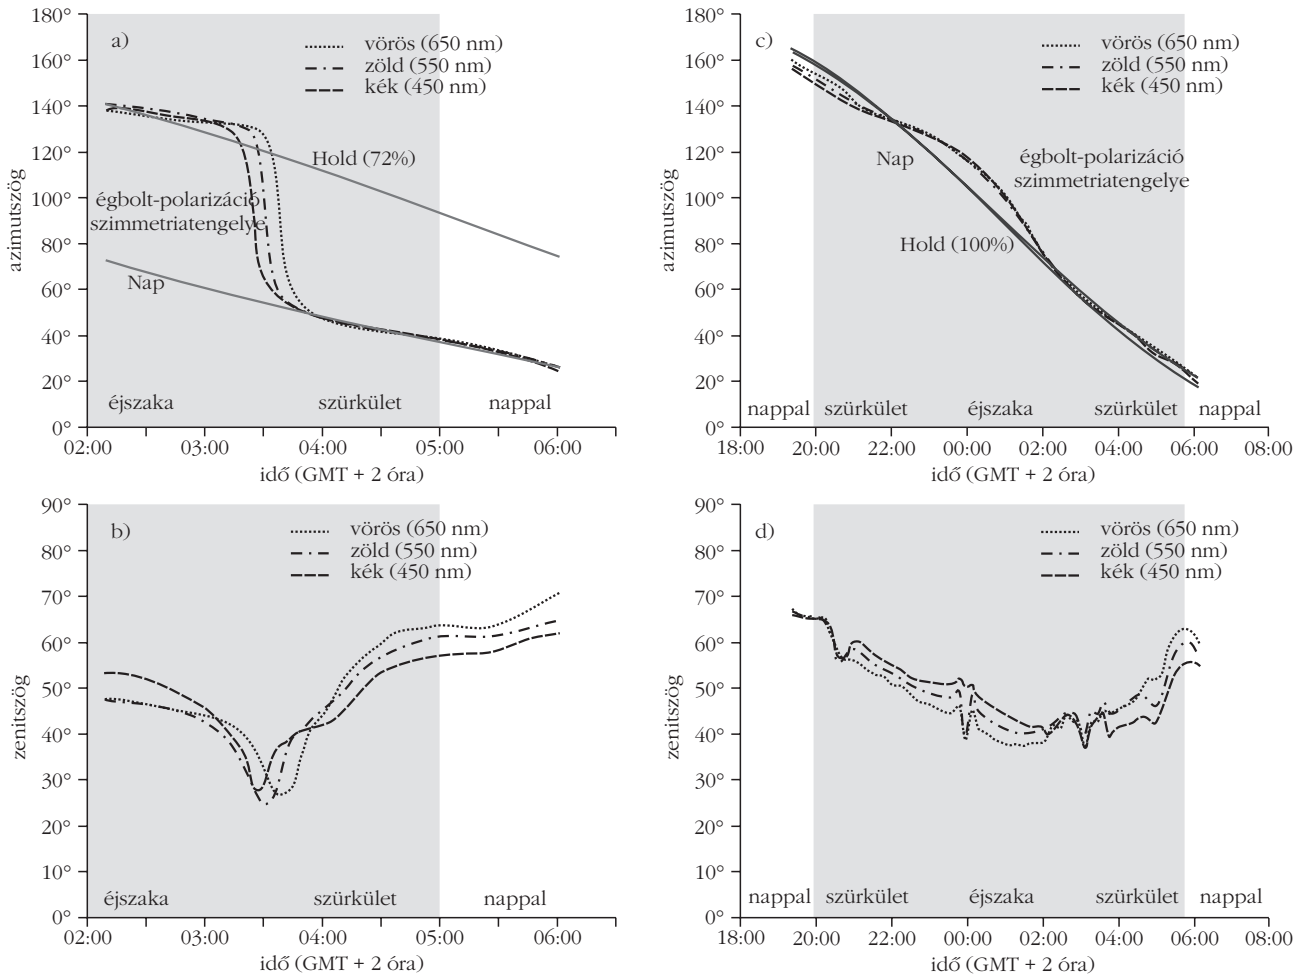 180°
160°
140°
120°
100°
80°
60°
40°
20°
0°
azimutszög
a)
vörös (650 nm)
zöld (550 nm)
kék (450 nm)
Hold (72%)
égbolt-polarizáció
szimmetriatengelye
Nap
éjszaka szürkület nappal
02:00 03:00 04:00 05:00 06:00
idő (GMT + 2 óra)
180°
160°
140°
120°
100°
80°
60°
40°
20°
0°
azimutszög
c)
vörös (650 nm)
zöld (550 nm)
kék (450 nm)
Nap
égbolt-polarizáció
szimmetriatengelye
Hold (100%)
nappal szürkület éjszaka szürkület nappal
18:00 20:00 22:00 00:00 02:00 04:00 06:00 08:00
idő (GMT + 2 óra)
90°
80°
70°
60°
50°
40°
30°
20°
10°
0°
zenitszög
b)
vörös (650 nm)
zöld (550 nm)
kék (450 nm)
éjszaka szürkület nappal
02:00 03:00 04:00 05:00 06:00
idő (GMT + 2 óra)
90°
80°
70°
60°
50°
40°
30°
20°
10°
0°
zenitszög
d)
vörös (650 nm)
zöld (550 nm)
kék (450 nm)
nappal szürkület éjszaka szürkület nappal
18:00 20:00 22:00 00:00 02:00 04:00 06:00 08:00
idő (GMT + 2 óra)